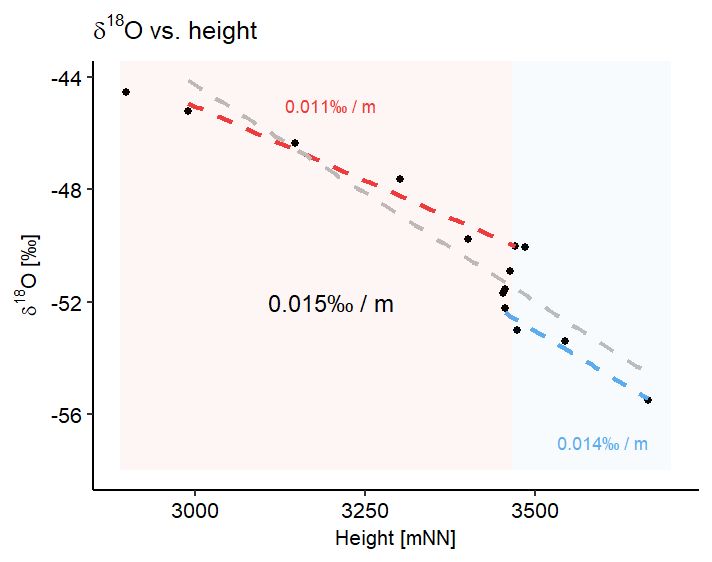 δ¹⁸O vs. height
-44
-48
-52
-56
δ¹⁸O [‰]
0.011‰ / m
0.015‰ / m
0.014‰ / m
3000
3250
3500
Height [mNN]